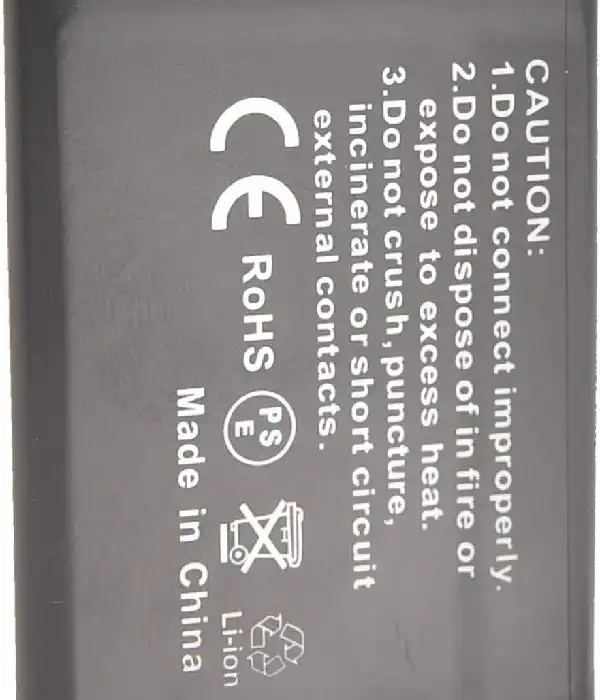 CAUTION:
1.Do not connect improperly.
2.Do not dispose of in fire or
expose to excess heat.
3.Do not crush, puncture,
incinerate or short circuit
external contacts.
CE RoHS PS E
Li-ion
Made in China